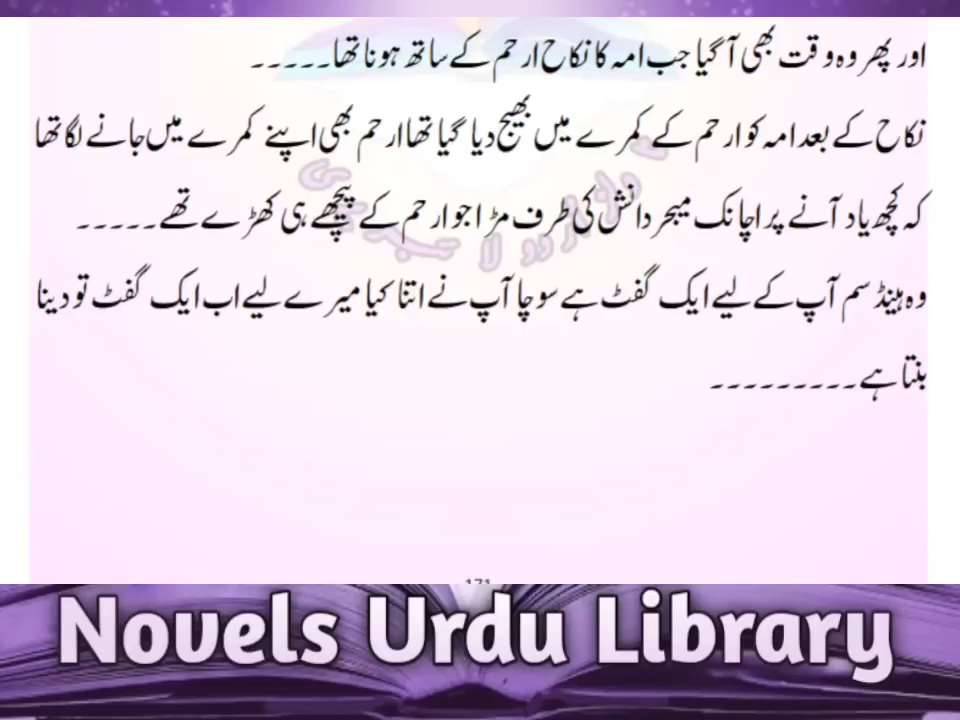 اور پھر وہ وقت بھی آ گیا جب امہ کا نکاح ارحم کے ساتھ ہونا تھا-----
نکاح کے بعد امہ کو ارحم کے کمرے میں بھیج دیا گیا تھا ارحم بھی اپنے کمرے میں جانے لگا تھا
کہ کچھ یاد آنے پر اچانک میجر دانش کی طرف مڑا جو ارحم کے پیچھے ہی کھڑے تھے-----
وہ ہینڈسم آپ کے لیے ایک گفٹ ہے سوچا آپ نے اتنا کیا میرے لیے اب ایک گفٹ تو دینا
بنتا ہے---------
171
Novels Urdu Library